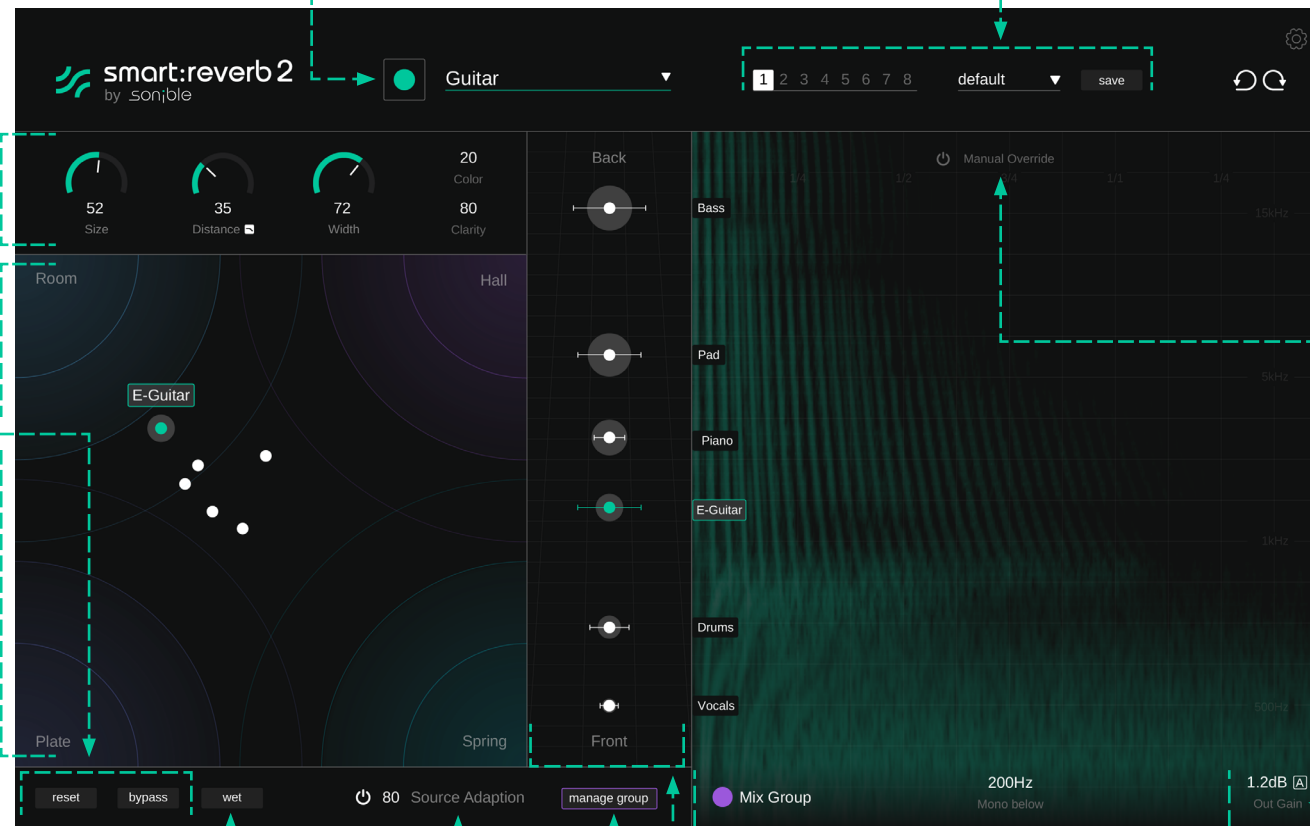 smart:reverb 2
by sonible
Guitar
1 2 3 4 5 6 7 8
default
save
52
Size
35
Distance
72
Width
20
Color
80
Clarity
Room
Hall
E-Guitar
Plate
Spring
Back
Bass
Pad
Piano
E-Guitar
Drums
Vocals
Front
Manual Override
1/4 1/2 3/4 1/1 1/4
15kHz
5kHz
1kHz
500Hz
reset
bypass
wet
80 Source Adaption
manage group
Mix Group
200Hz
Mono below
1.2dB A
Out Gain